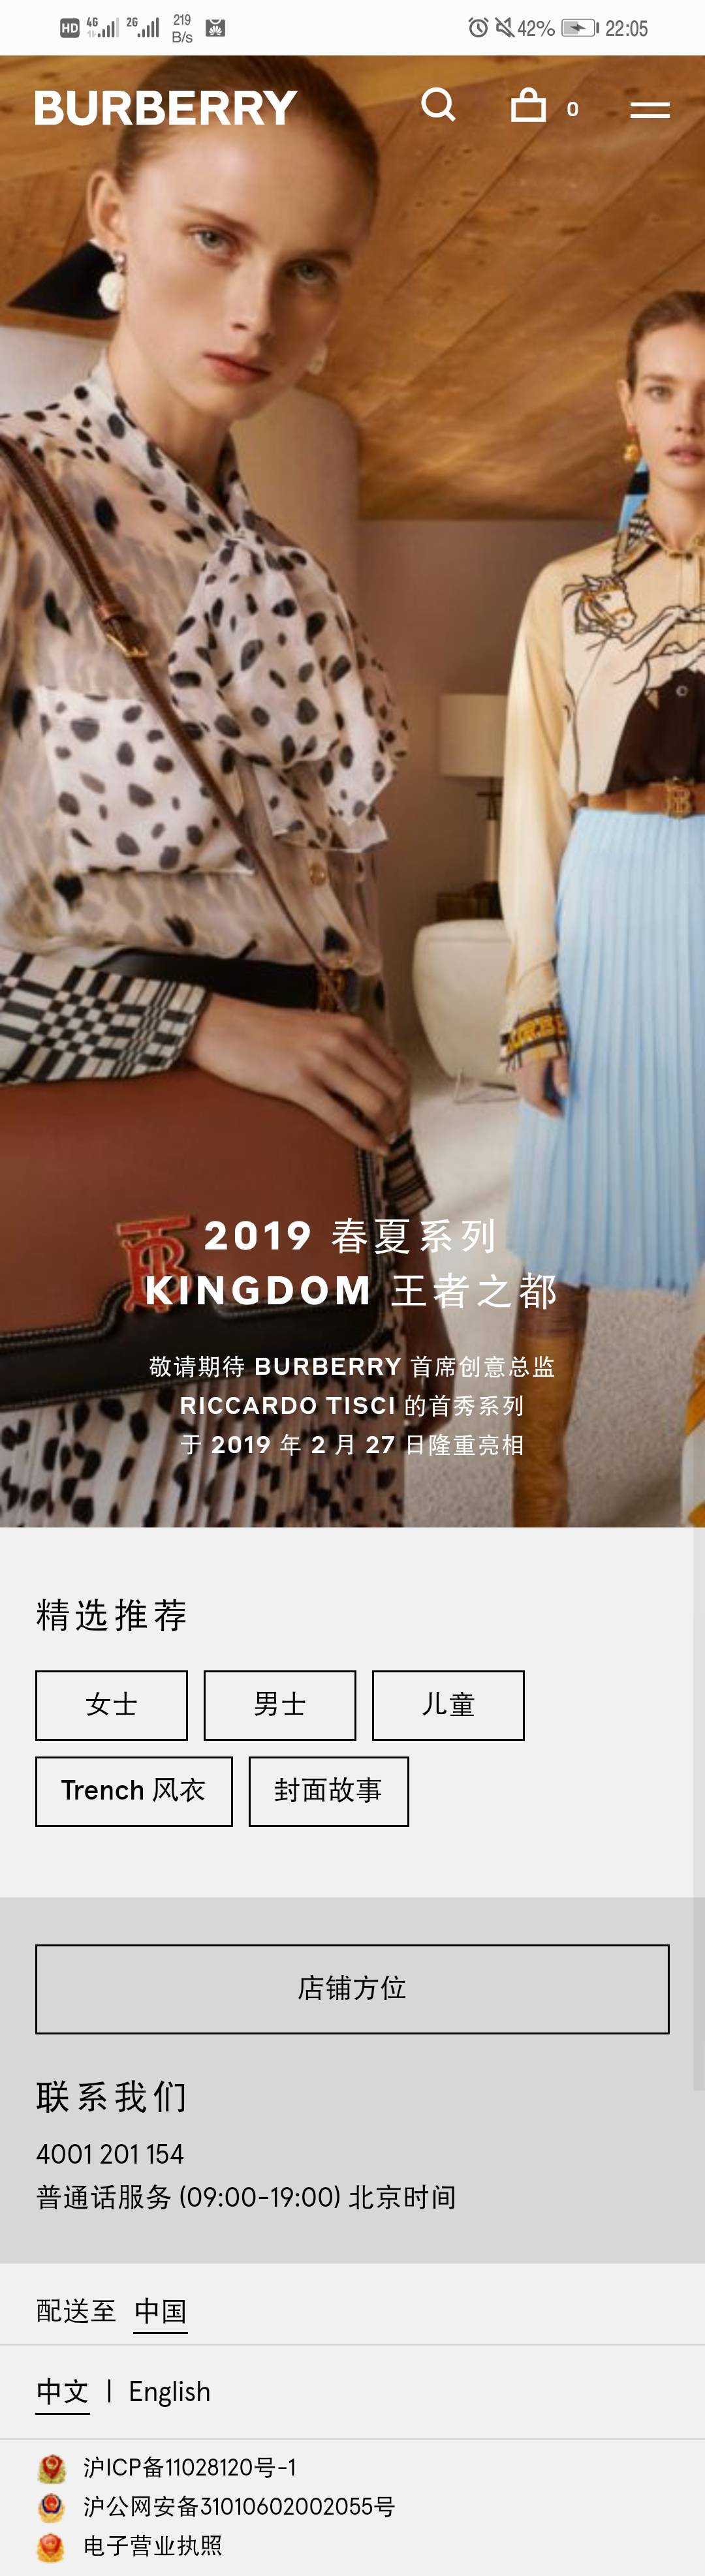 HD 4G 2G 219 B/s 42% 22:05
BURBERRY 0
2019 春夏系列
KINGDOM 王者之都
敬请期待 BURBERRY 首席创意总监
RICCARDO TISCI 的首秀系列
于 2019 年 2 月 27 日隆重亮相
精选推荐
女士 男士 儿童
Trench 风衣 封面故事
店铺方位
联系我们
4001 201 154
普通话服务 (09:00-19:00) 北京时间
配送至 中国
中文 | English
沪ICP备11028120号-1
沪公网安备31010602002055号
电子营业执照